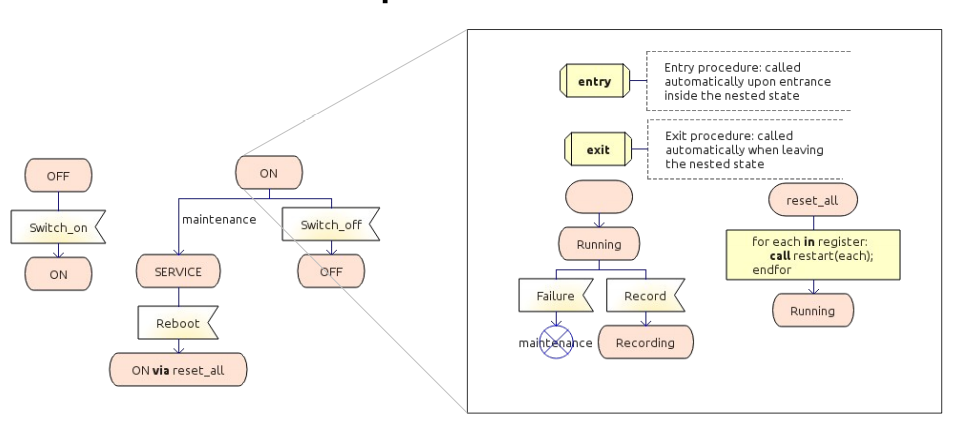 OFF
Switch_on
ON
ON
maintenance
Switch_off
SERVICE
OFF
Reboot
ON via reset_all
entry
Entry procedure: called
automatically upon entrance
inside the nested state
exit
Exit procedure: called
automatically when leaving
the nested state
Running
Failure
Record
maintenance
Recording
reset_all
for each in register:
call restart(each);
endfor
Running